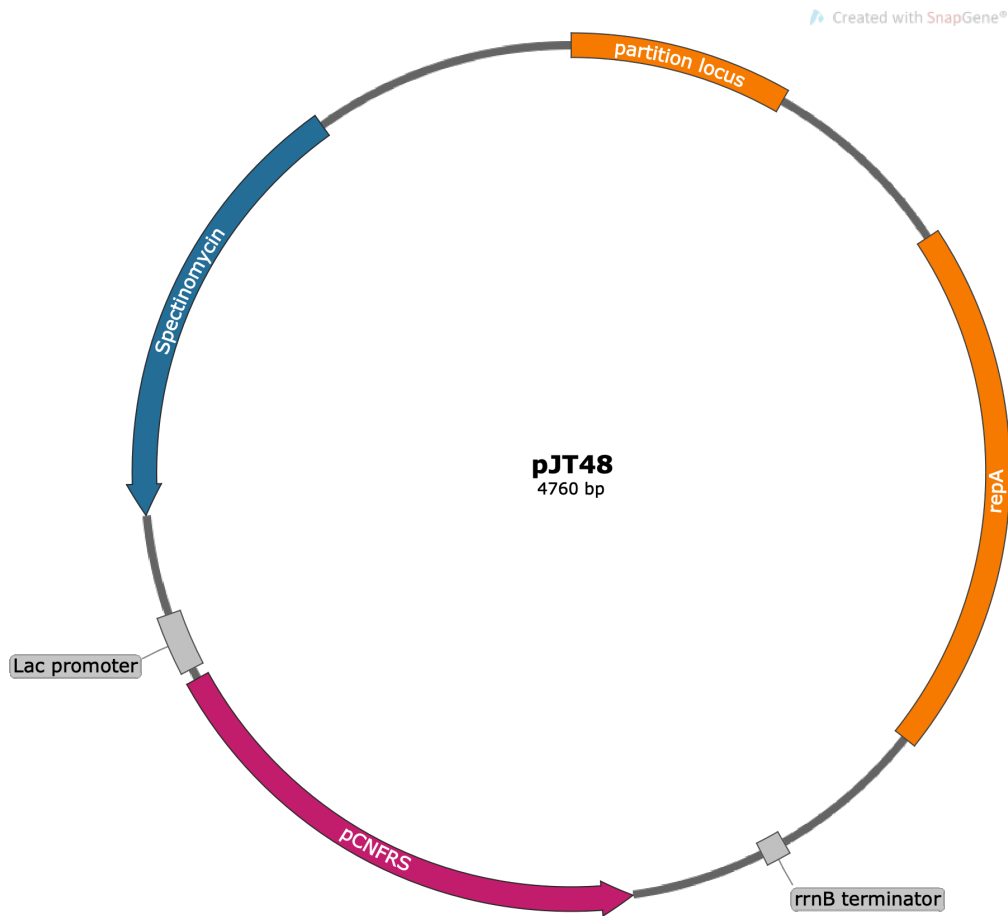 Created with SnapGene®
partition locus
Spectinomycin
repA
pJT48
4760 bp
Lac promoter
pCNFRS
rrnB terminator